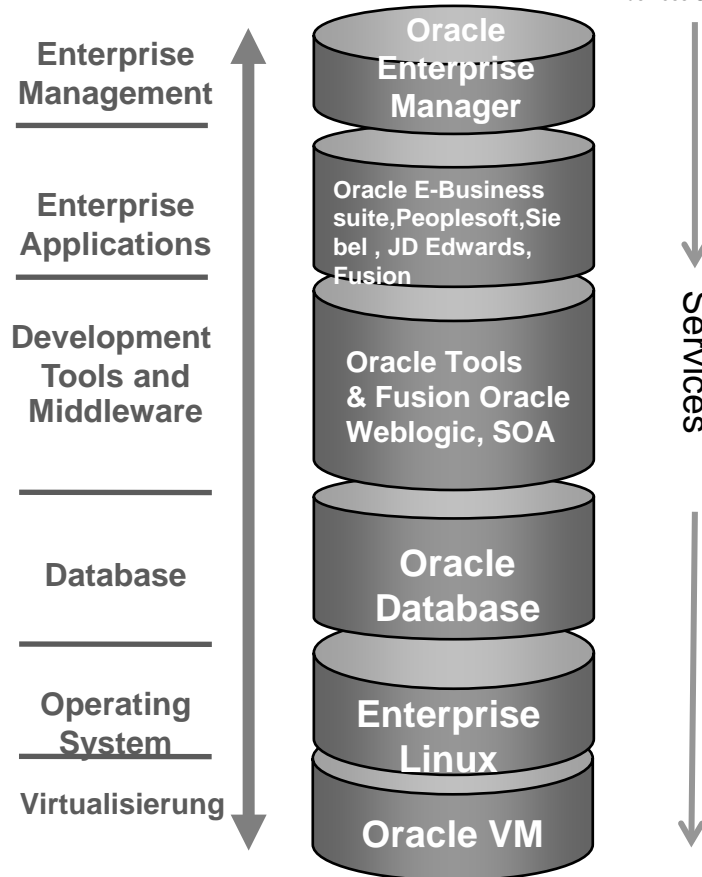 Enterprise
Management
Oracle
Enterprise
Manager
Enterprise
Applications
Oracle E-Business
suite,Peoplesoft,Sie
bel , JD Edwards,
Fusion
Development
Tools and
Middleware
Oracle Tools
& Fusion Oracle
Weblogic, SOA
Services
Database
Oracle
Database
Operating
System
Enterprise
Linux
Virtualisierung
Oracle VM